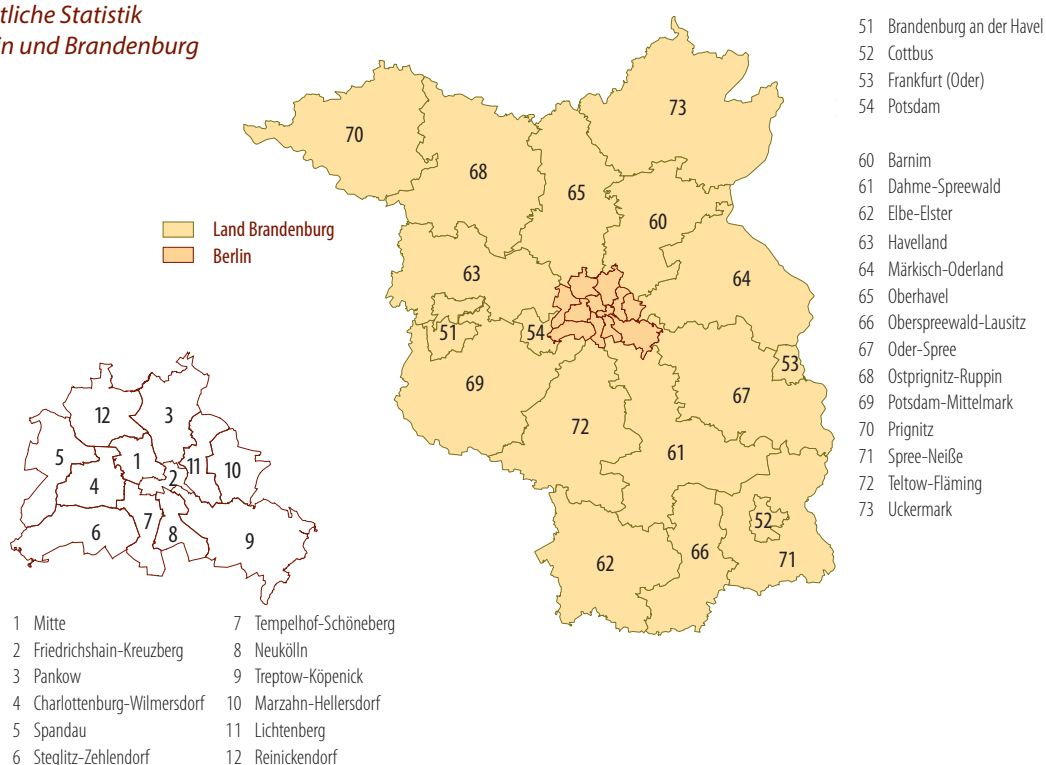 tliche Statistik
in und Brandenburg
Land Brandenburg
Berlin
70
73
68
65
60
63
64
51
54
53
69
67
72
61
52
66
62
71
12
3
5
1
11
10
4
2
7
6
8
9
1 Mitte
2 Friedrichshain-Kreuzberg
3 Pankow
4 Charlottenburg-Wilmersdorf
5 Spandau
6 Steglitz-Zehlendorf
7 Tempelhof-Schöneberg
8 Neukölln
9 Treptow-Köpenick
10 Marzahn-Hellersdorf
11 Lichtenberg
12 Reinickendorf
51 Brandenburg an der Havel
52 Cottbus
53 Frankfurt (Oder)
54 Potsdam
60 Barnim
61 Dahme-Spreewald
62 Elbe-Elster
63 Havelland
64 Märkisch-Oderland
65 Oberhavel
66 Oberspreewald-Lausitz
67 Oder-Spree
68 Ostprignitz-Ruppin
69 Potsdam-Mittelmark
70 Prignitz
71 Spree-Neiße
72 Teltow-Fläming
73 Uckermark